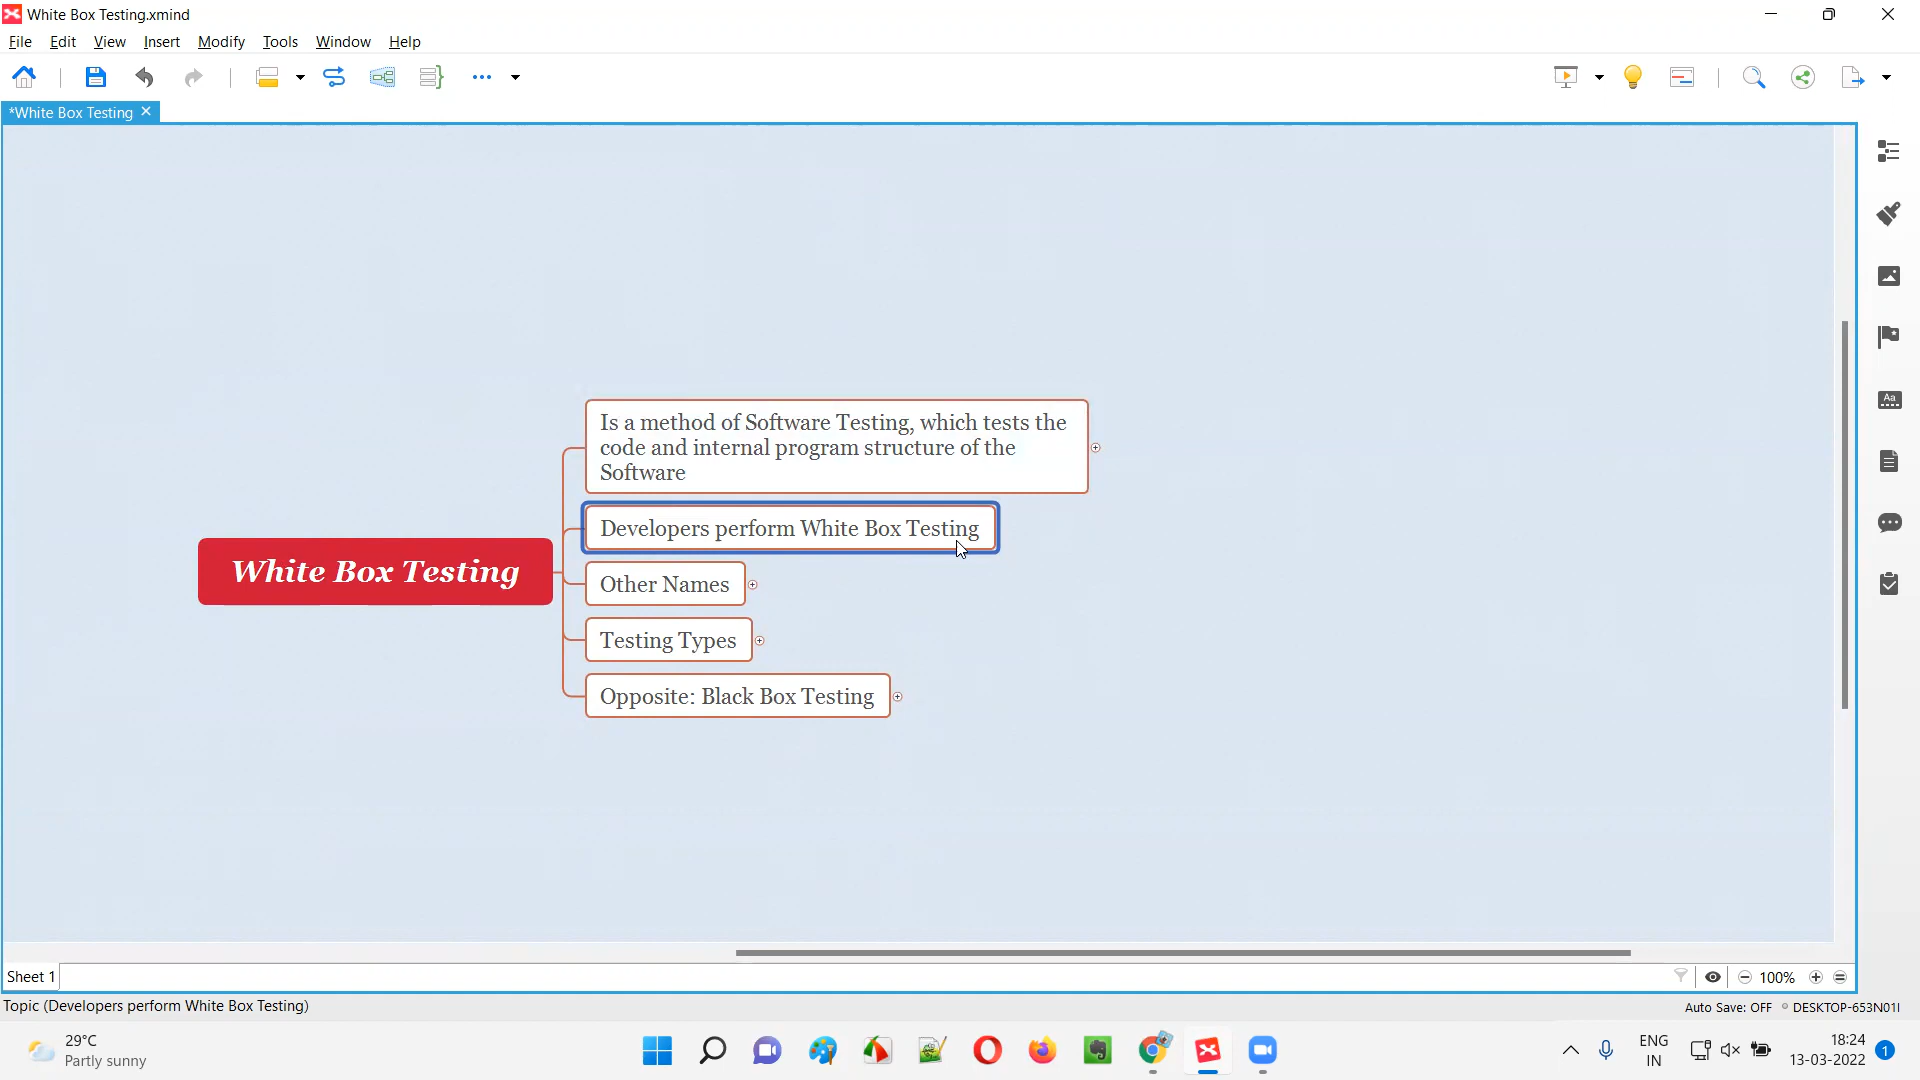 White Box Testing.xmind
File Edit View Insert Modify Tools Window Help
*White Box Testing
Is a method of Software Testing, which tests the
code and internal program structure of the
Software
Developers perform White Box Testing
White Box Testing
Other Names
Testing Types
Opposite: Black Box Testing
Aa
Sheet 1
100%
Topic (Developers perform White Box Testing)
Auto Save: OFF
DESKTOP-653N01I
29°C
Partly sunny
ENG
IN
18:24
13-03-2022
1